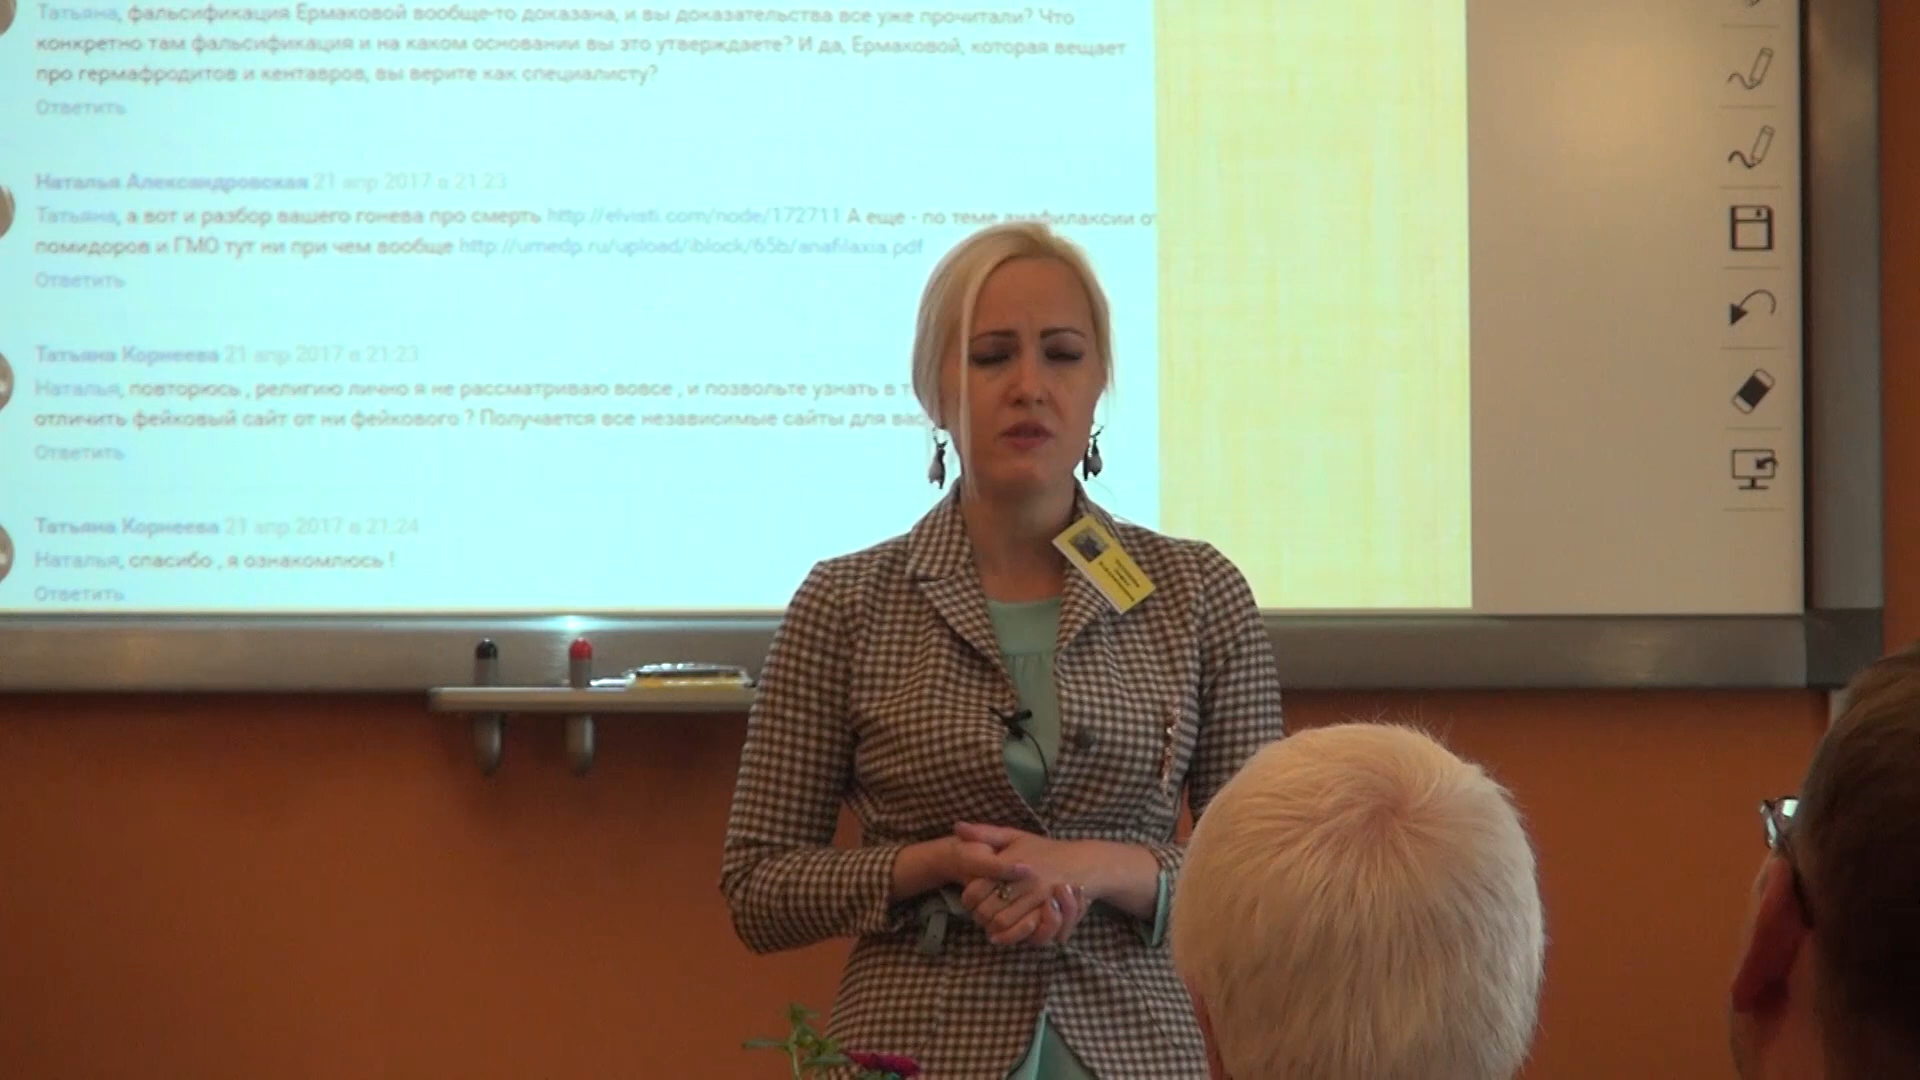 Татьяна, фальсификация Ермаковой вообще-то доказана, и вы доказательства все уже прочитали? Что
конкретно там фальсификация и на каком основании вы это утверждаете? И да, Ермаковой, которая вещает
про гермафродитов и кентавров, вы верите как специалисту?
Ответить
Наталья Александровская 21 апр 2017 в 21:23
Татьяна, а вот и разбор вашего гонева про смерть http://elvisti.com/node/172711 А еще - по теме анафилаксии от
помидоров и ГМО тут ни при чем вообще http://umedp.ru/upload/iblock/65b/anafilaxia.pdf
Ответить
Татьяна Корнеева 21 апр 2017 в 21:23
Наталья, повторюсь , религию лично я не рассматриваю вовсе , и позвольте узнать в
отличить фейковый сайт от ни фейкового ? Получается все независимые сайты для вас
Ответить
Татьяна Корнеева 21 апр 2017 в 21:24
Наталья, спасибо , я ознакомлюсь !
Ответить